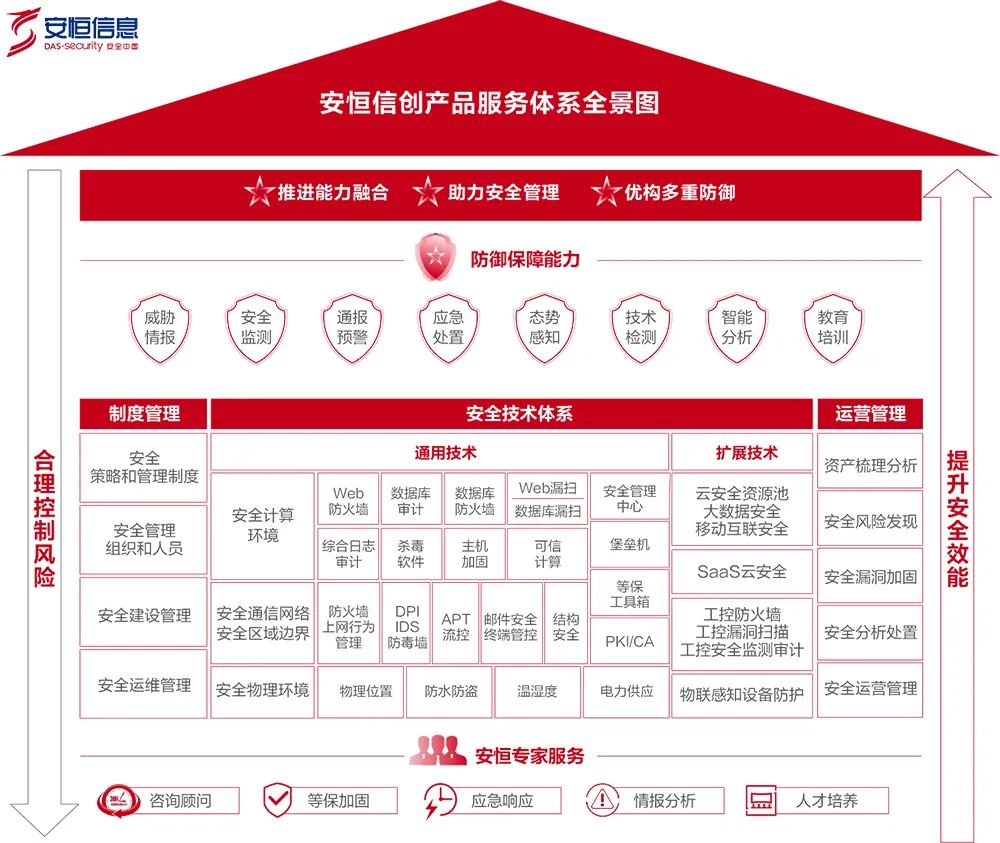 安恒信息
DAS-security 安全中国
安恒信创产品服务体系全景图
推进能力融合 助力安全管理 优构多重防御
防御保障能力
威胁
情报
安全
监测
通报
预警
应急
处置
态势
感知
技术
检测
智能
分析
教育
培训
合理控制风险
提升安全效能
制度管理
安全
策略和管理制度
安全管理
组织和人员
安全建设管理
安全运维管理
安全技术体系
通用技术
安全计算
环境
Web
防火墙
数据库
审计
数据库
防火墙
Web漏扫
数据库漏扫
综合日志
审计
杀毒
软件
主机
加固
可信
计算
安全管理
中心
堡垒机
等保
工具箱
PKI/CA
安全通信网络
安全区域边界
防火墙
上网行为
管理
DPI
IDS
防毒墙
APT
流控
邮件安全
终端管控
结构
安全
安全物理环境
物理位置
防水防盗
温湿度
电力供应
扩展技术
云安全资源池
大数据安全
移动互联安全
SaaS云安全
工控防火墙
工控漏洞扫描
工控安全监测审计
物联感知设备防护
运营管理
资产梳理分析
安全风险发现
安全漏洞加固
安全分析处置
安全运营管理
安恒专家服务
咨询顾问
等保加固
应急响应
情报分析
人才培养